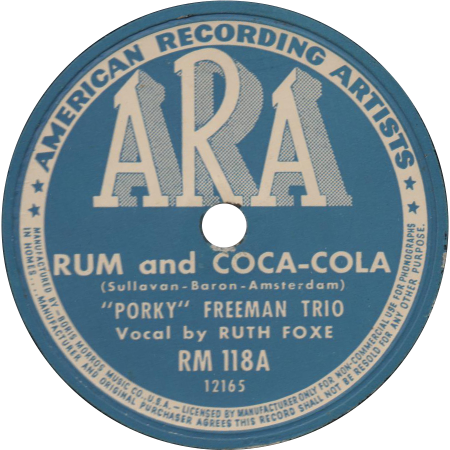 ★ ★ AMERICAN RECORDING ARTISTS ★ ★
ARA
RUM and COCA-COLA
(Sullavan-Baron-Amsterdam)
"PORKY" FREEMAN TRIO
Vocal by RUTH FOXE
RM 118A
12165
MANUFACTURED BY-BORIS MORROS MUSIC CO., U.S.A.-LICENSED BY MANUFACTURER ONLY FOR NON-COMMERCIAL USE FOR PHONOGRAPHS
IN HOMES... MANUFACTURER AND ORIGINAL PURCHASER AGREES THIS RECORD SHALL NOT BE RESOLD FOR ANY OTHER PURPOSE.